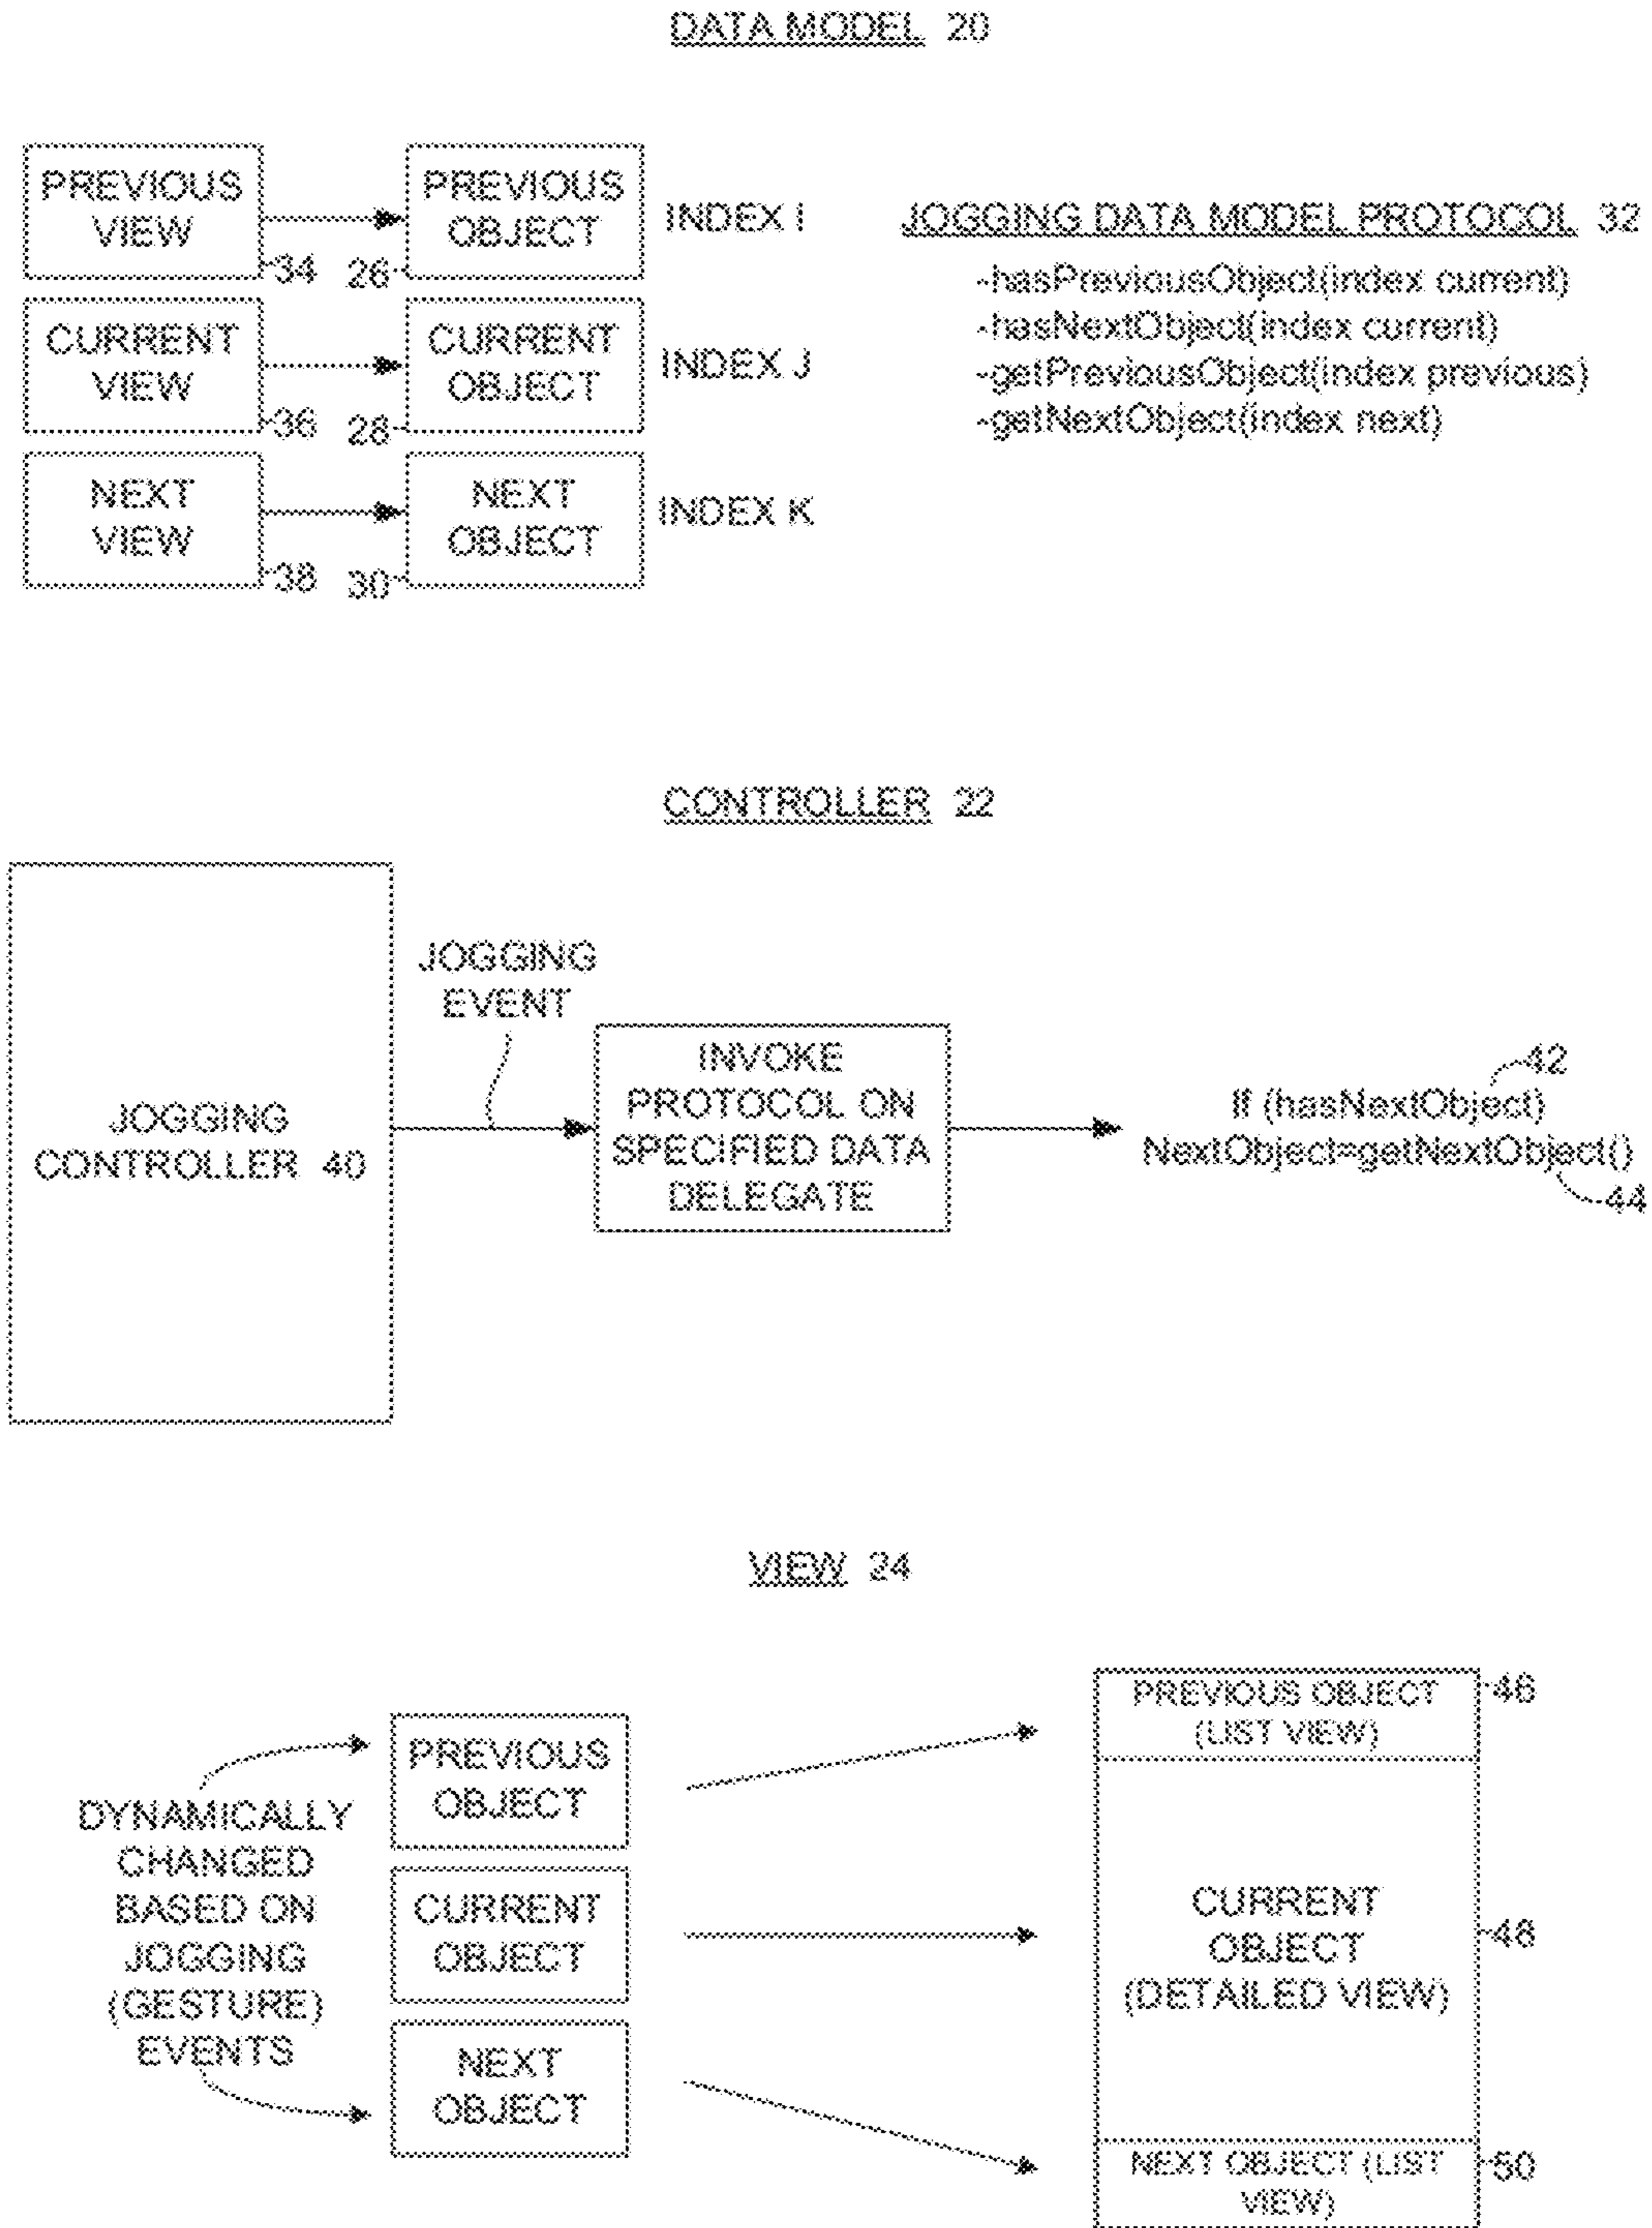 DATA MODEL 20
PREVIOUS
VIEW
34
PREVIOUS
OBJECT
26
INDEX I
CURRENT
VIEW
36
CURRENT
OBJECT
28
INDEX J
NEXT
VIEW
38
NEXT
OBJECT
30
INDEX K
JOGGING DATA MODEL PROTOCOL 32
-hasPreviousObject(index current)
-hasNextObject(index current)
-getPreviousObject(index previous)
-getNextObject(index next)
CONTROLLER 22
JOGGING
CONTROLLER 40
JOGGING
EVENT
INVOKE
PROTOCOL ON
SPECIFIED DATA
DELEGATE
42
If (hasNextObject)
NextObject=getNextObject()
44
VIEW 24
DYNAMICALLY
CHANGED
BASED ON
JOGGING
(GESTURE)
EVENTS
PREVIOUS
OBJECT
CURRENT
OBJECT
NEXT
OBJECT
PREVIOUS OBJECT
(LIST VIEW)
46
CURRENT
OBJECT
(DETAILED VIEW)
48
NEXT OBJECT (LIST
VIEW)
50